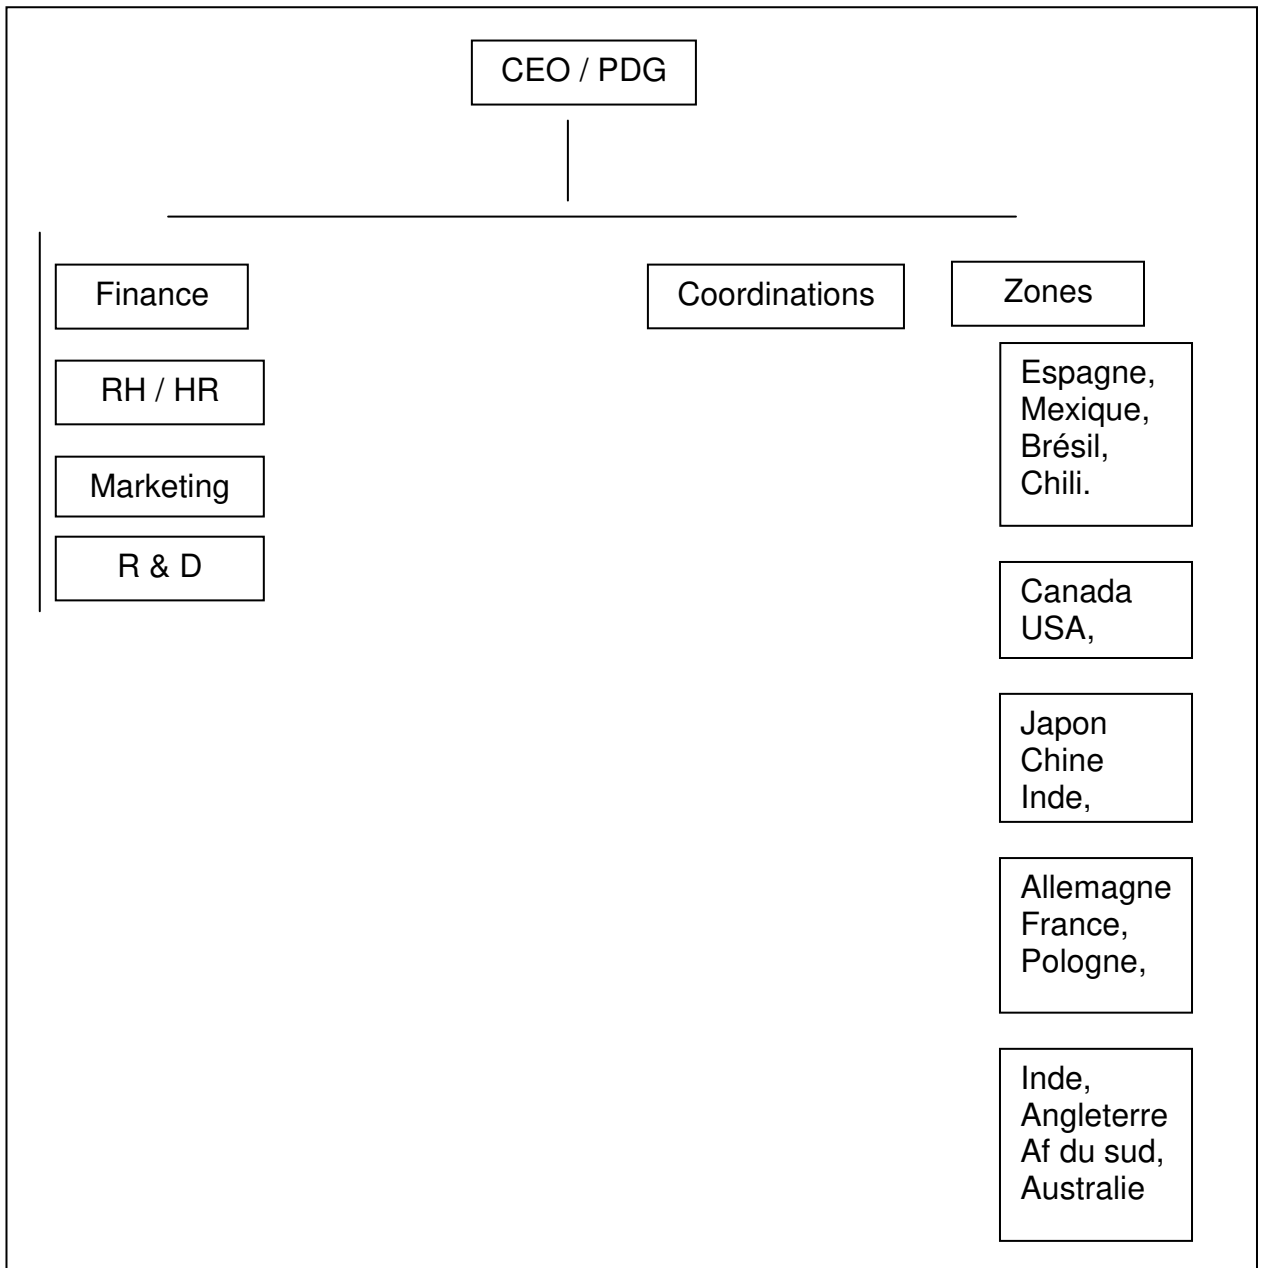 CEO / PDG
Finance
Coordinations
Zones
RH / HR
Marketing
R & D
Espagne,
Mexique,
Brésil,
Chili.
Canada
USA,
Japon
Chine
Inde,
Allemagne
France,
Pologne,
Inde,
Angleterre
Af du sud,
Australie